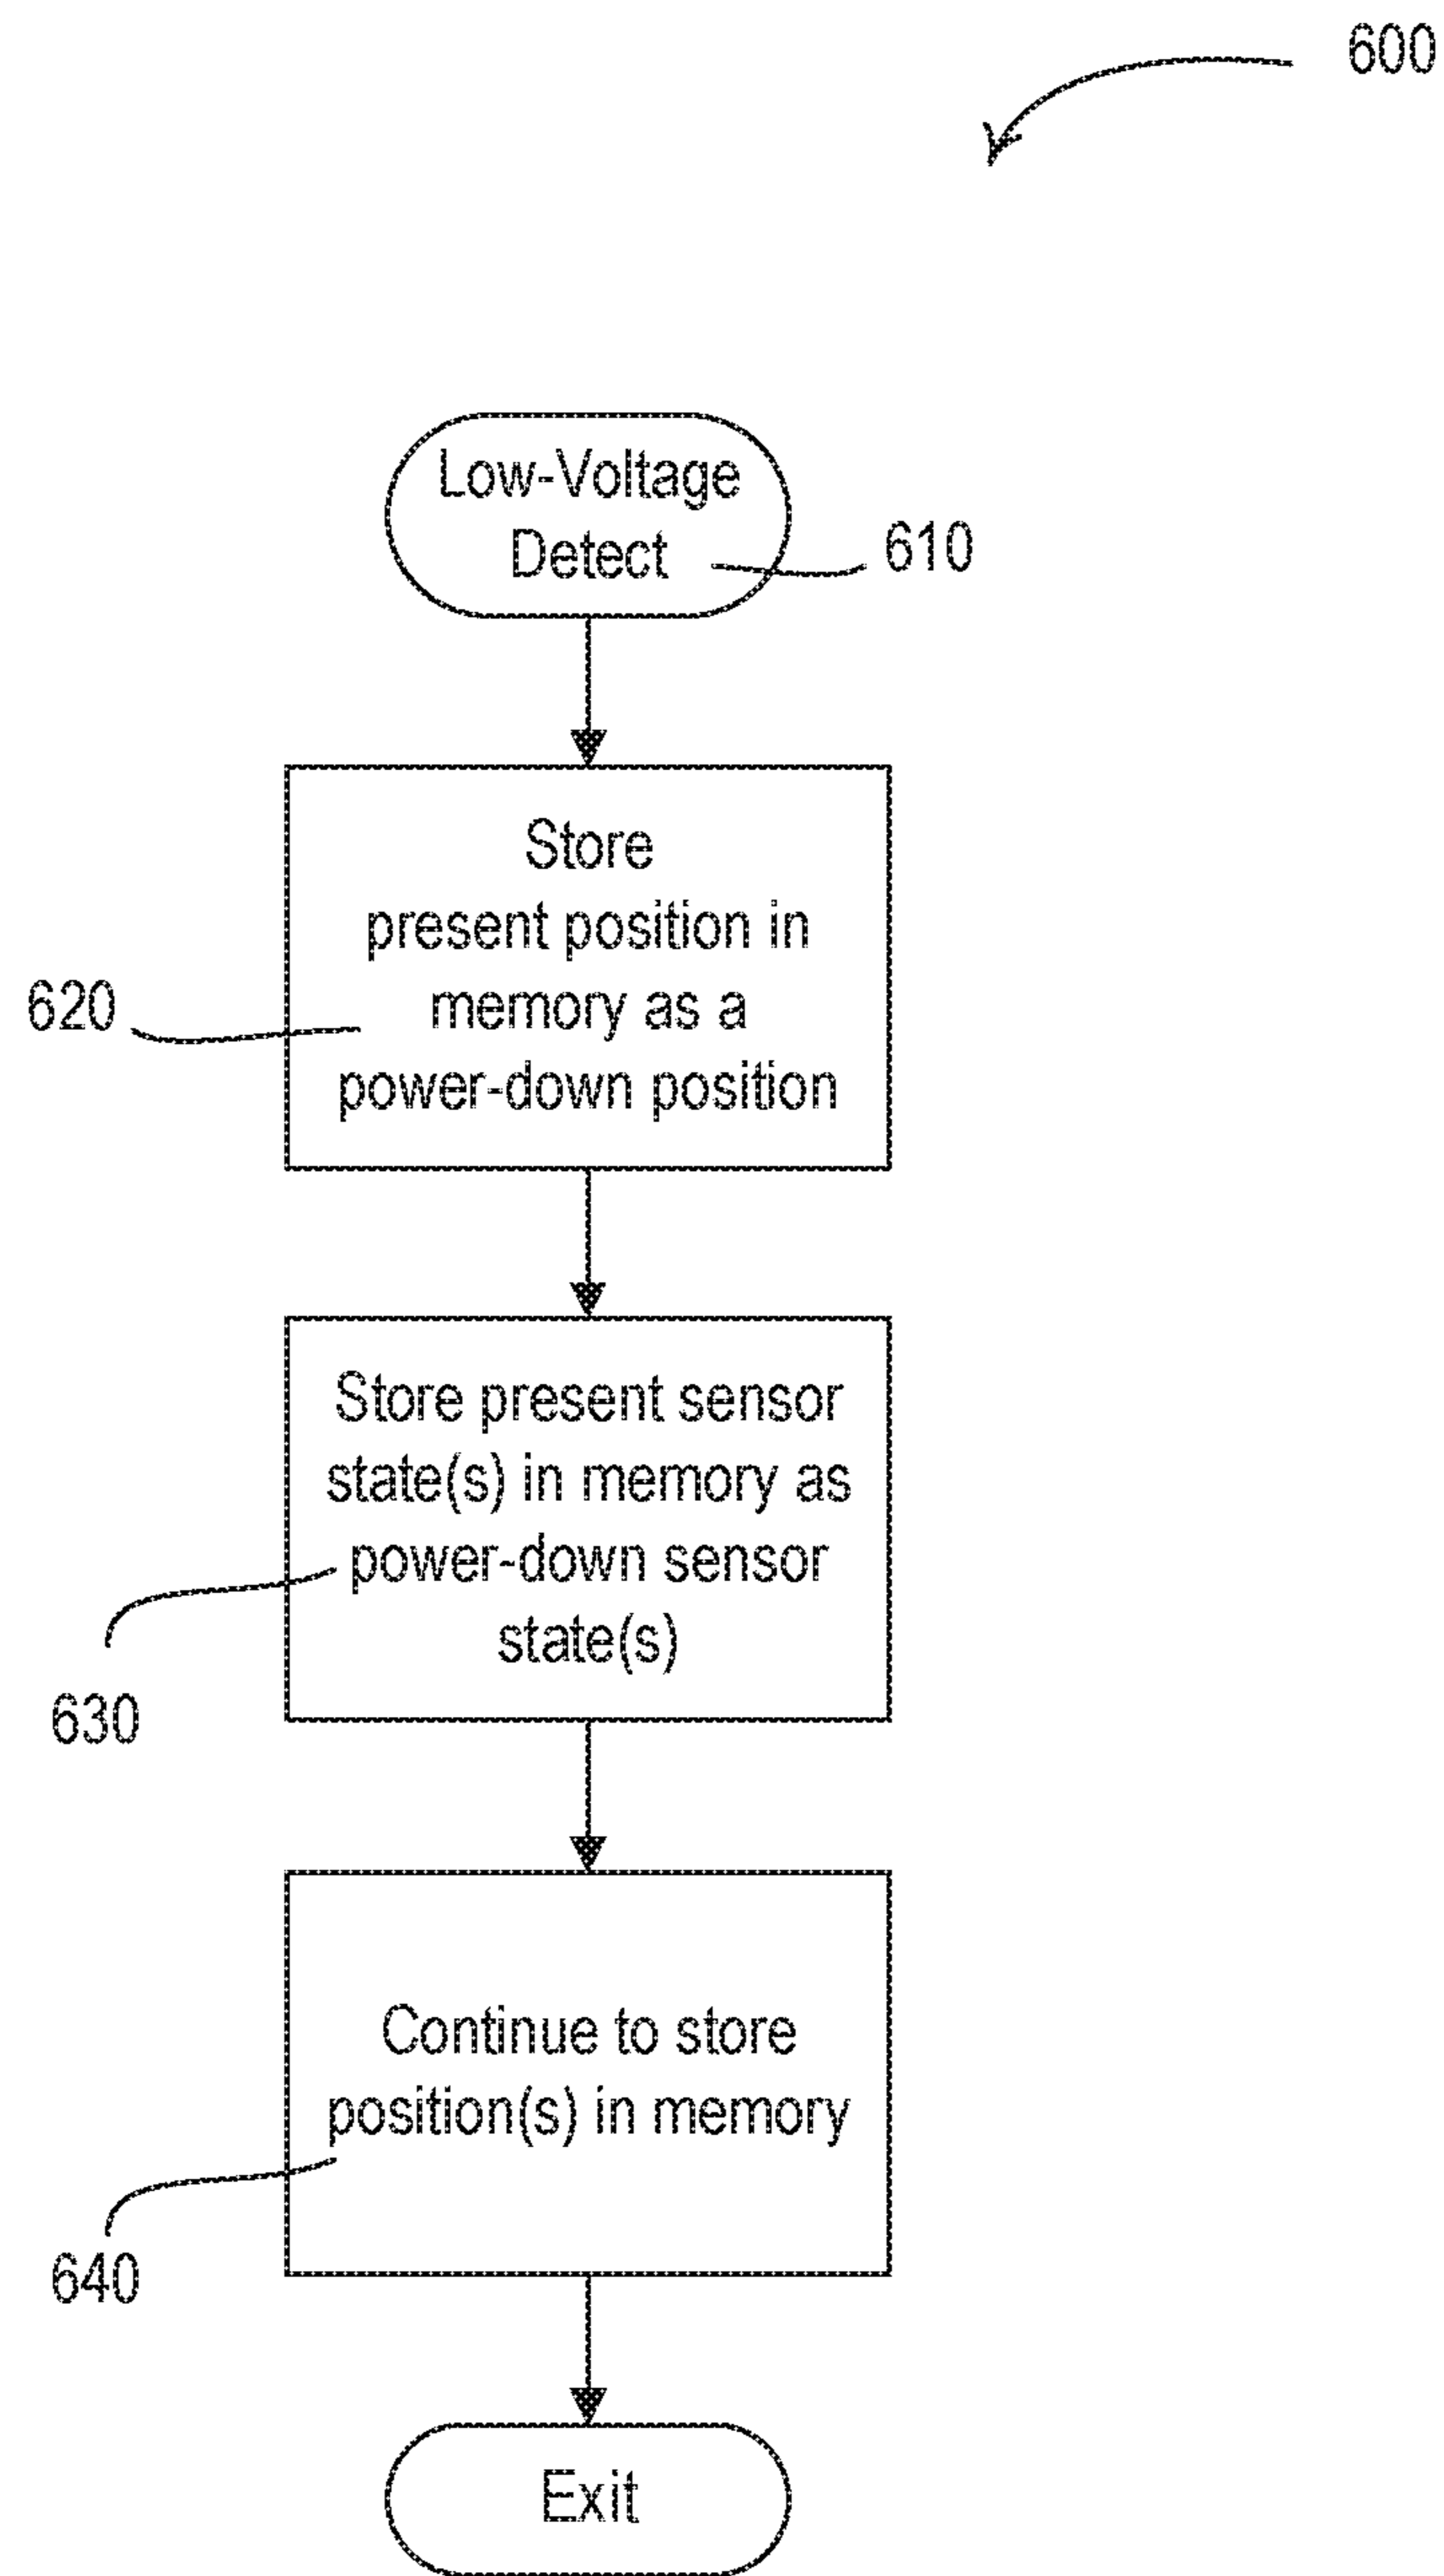 600
Low-Voltage
Detect
610
Store
present position in
memory as a
power-down position
620
Store present sensor
state(s) in memory as
power-down sensor
state(s)
630
Continue to store
position(s) in memory
640
Exit